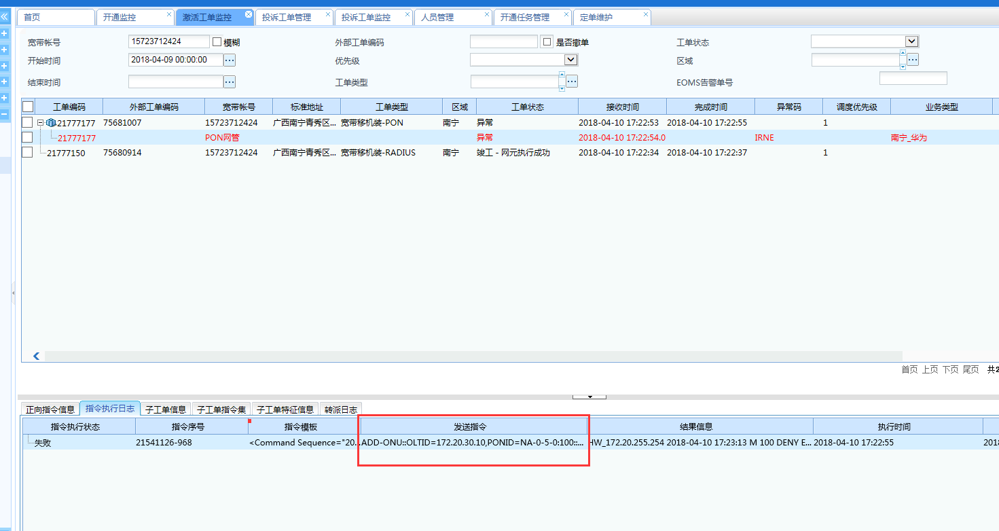 首页 开通监控 激活工单监控 投诉工单管理 投诉工单监控 人员管理 开通任务管理 定单维护
宽带帐号 15723712424 模糊 外部工单编码 是否撤单 工单状态
开始时间 2018-04-09 00:00:00 优先级 区域
结束时间 工单类型 EOMS告警单号
工单编码 外部工单编码 宽带帐号 标准地址 工单类型 区域 工单状态 接收时间 完成时间 异常码 调度优先级 业务类型
21777177 75681007 15723712424 广西南宁青秀区... 宽带移机装-PON 南宁 异常 2018-04-10 17:22:53 2018-04-10 17:22:55 1
21777177 PON网管 异常 2018-04-10 17:22:54.0 IRNE 南宁_华为
21777150 75680914 15723712424 广西南宁青秀区... 宽带移机装-RADIUS 南宁 竣工 - 网元执行成功 2018-04-10 17:22:34 2018-04-10 17:22:37 1
首页 上页 下页 尾页 共2
正向指令信息 指令执行日志 子工单信息 子工单指令集 子工单特征信息 转派日志
指令执行状态 指令序号 指令模板 发送指令 结果信息 执行时间
失败 21541126-968 <Command Sequence="20... ADD-ONU::OLTID=172.20.30.10,PONID=NA-0-5-0:100::... HW_172.20.255.254 2018-04-10 17:23:13 M 100 DENY E... 2018-04-10 17:22:55 2018